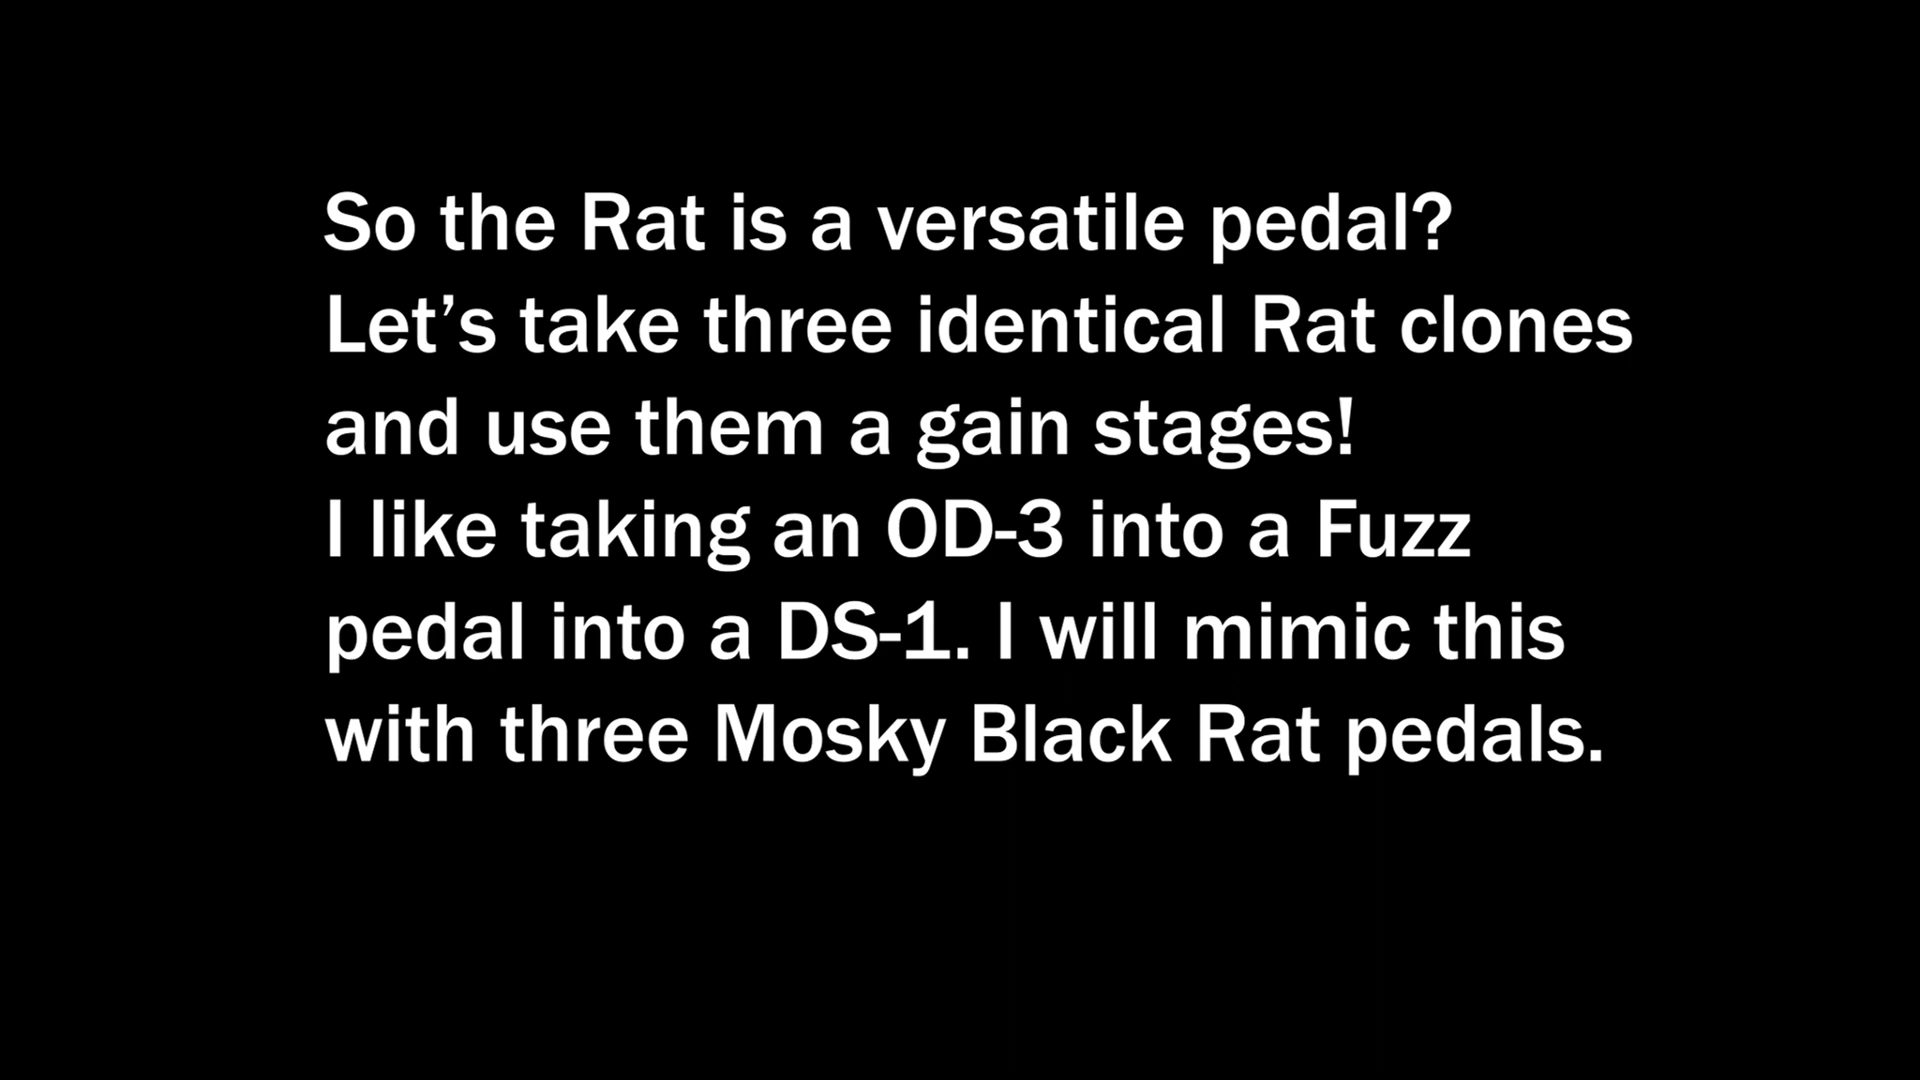 So the Rat is a versatile pedal?
Let’s take three identical Rat clones
and use them a gain stages!
I like taking an OD-3 into a Fuzz
pedal into a DS-1. I will mimic this
with three Mosky Black Rat pedals.